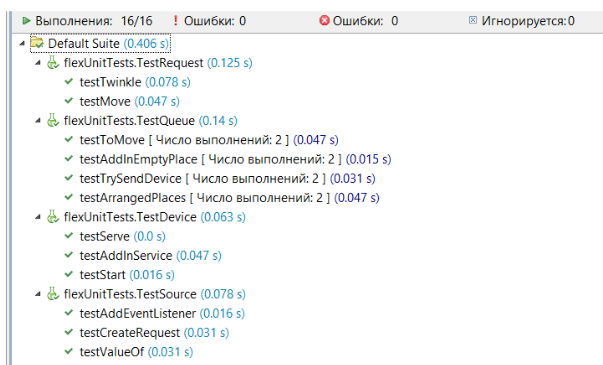 Выполнения: 16/16 ! Ошибки: 0 Ошибки: 0 Игнорируется:0
Default Suite (0.406 s)
flexUnitTests.TestRequest (0.125 s)
testTwinkle (0.078 s)
testMove (0.047 s)
flexUnitTests.TestQueue (0.14 s)
testToMove [ Число выполнений: 2 ] (0.047 s)
testAddInEmptyPlace [ Число выполнений: 2 ] (0.015 s)
testTrySendDevice [ Число выполнений: 2 ] (0.031 s)
testArrangedPlaces [ Число выполнений: 2 ] (0.047 s)
flexUnitTests.TestDevice (0.063 s)
testServe (0.0 s)
testAddInService (0.047 s)
testStart (0.016 s)
flexUnitTests.TestSource (0.078 s)
testAddEventListener (0.016 s)
testCreateRequest (0.031 s)
testValueOf (0.031 s)